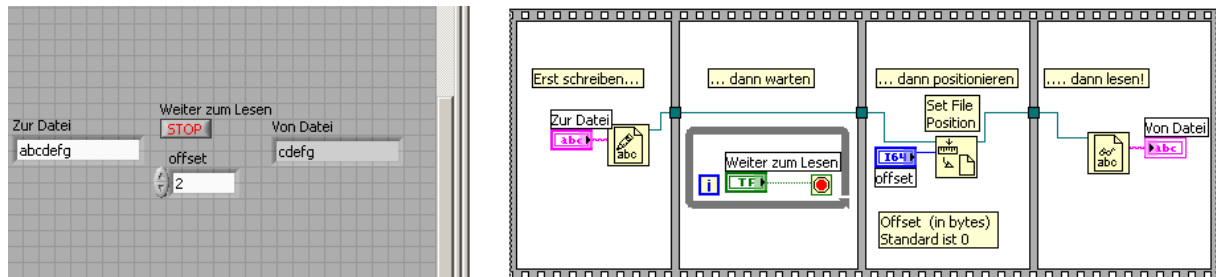 Weiter zum Lesen
Zur Datei
STOP
Von Datei
abcdefg
offset
cdefg
2
Erst schreiben...
... dann warten
... dann positionieren
.... dann lesen!
Set File
Position
Zur Datei
abc
abc
Weiter zum Lesen
i
TF
I64
offset
Offset (in bytes)
Standard ist 0
abc
Von Datei
abc